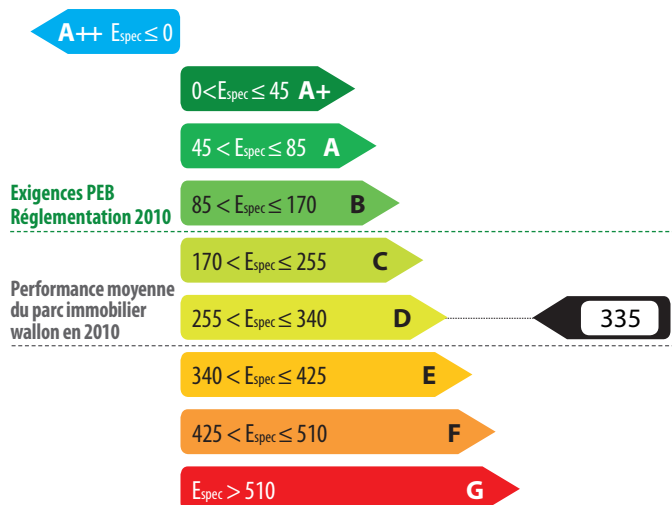 A++ Espec ≤ 0
0<Espec ≤ 45 A+
45 < Espec ≤ 85 A
Exigences PEB
Réglementation 2010
85 < Espec ≤ 170 B
170 < Espec ≤ 255 C
Performance moyenne
du parc immobilier
wallon en 2010
255 < Espec ≤ 340 D
335
340 < Espec ≤ 425 E
425 < Espec ≤ 510 F
Espec > 510 G